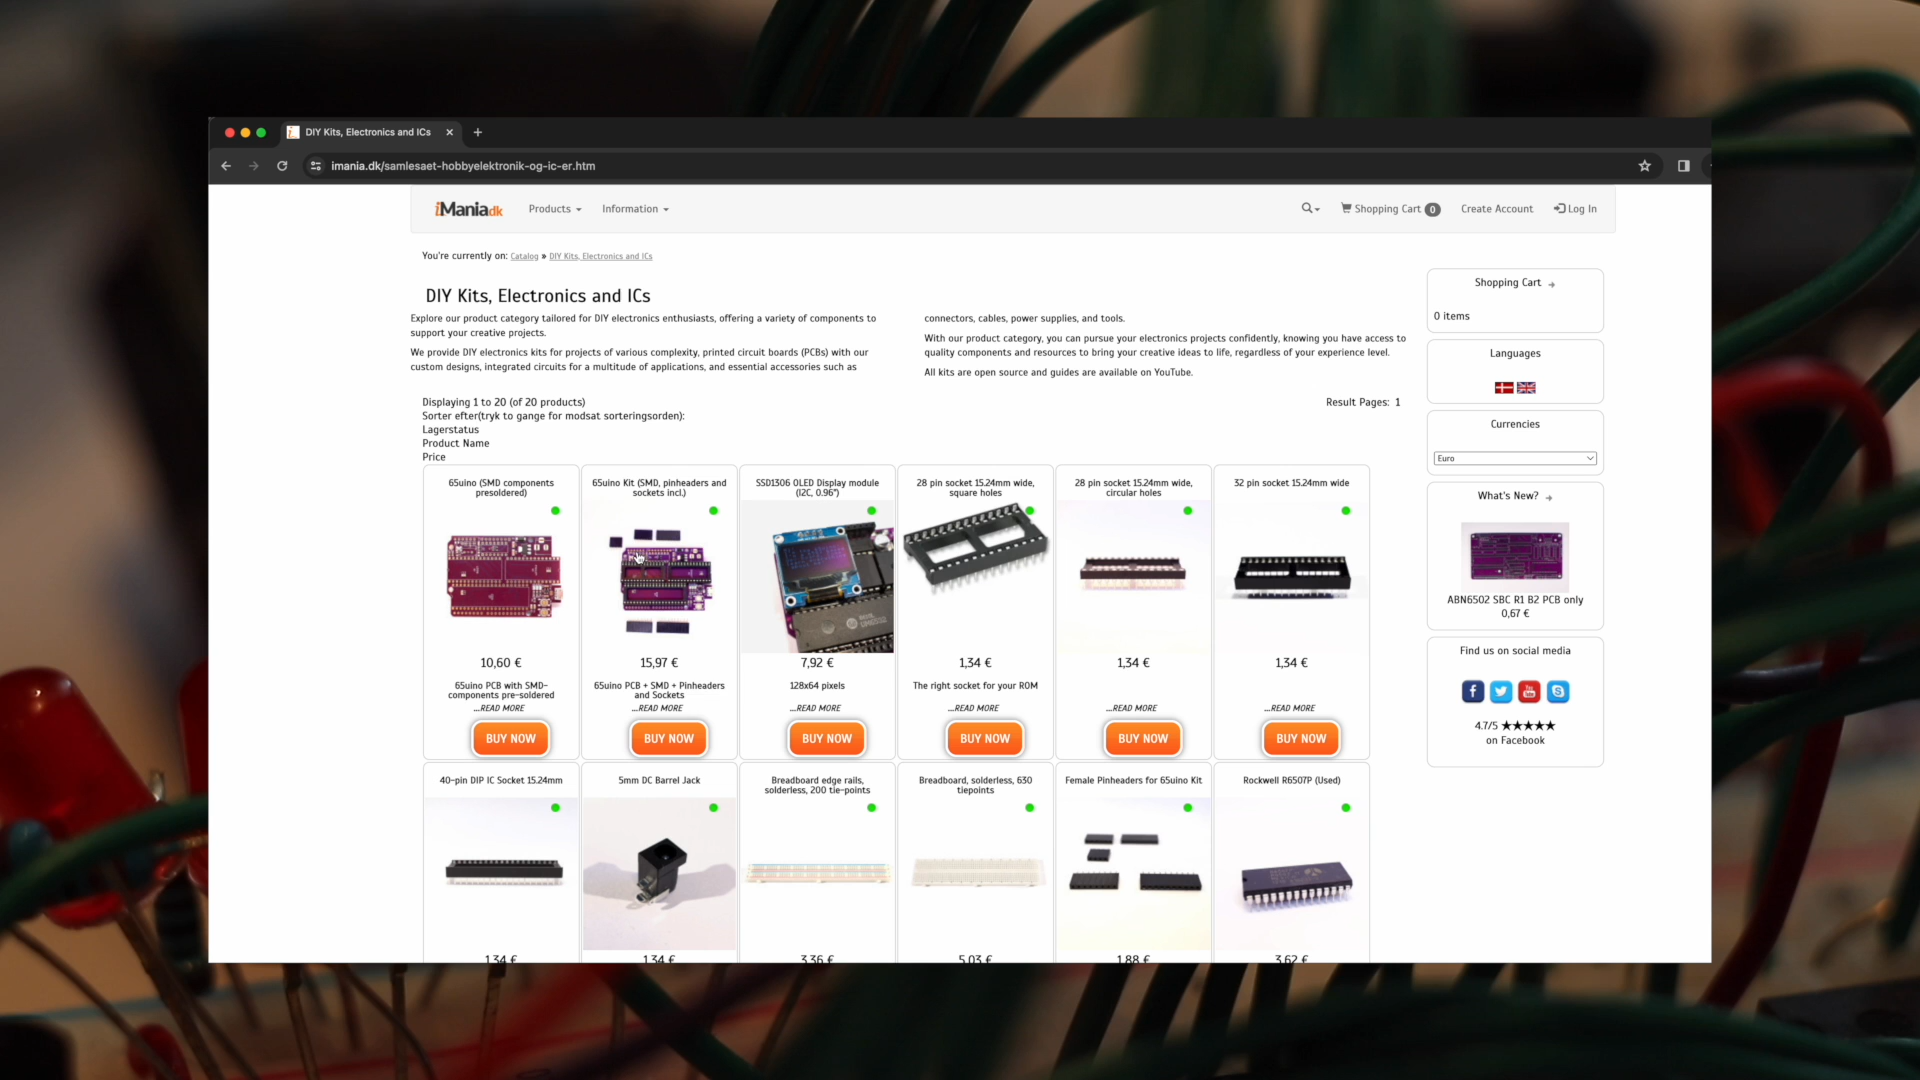 DIY Kits, Electronics and ICs
imania.dk/samlesaet-hobbyelektronik-og-ic-er.htm
iManiadk
Products
Information
Shopping Cart 0
Create Account
Log In
You're currently on: Catalog » DIY Kits, Electronics and ICs
DIY Kits, Electronics and ICs
Explore our product category tailored for DIY electronics enthusiasts, offering a variety of components to
support your creative projects.
We provide DIY electronics kits for projects of various complexity, printed circuit boards (PCBs) with our
custom designs, integrated circuits for a multitude of applications, and essential accessories such as
connectors, cables, power supplies, and tools.
With our product category, you can pursue your electronics projects confidently, knowing you have access to
quality components and resources to bring your creative ideas to life, regardless of your experience level.
All kits are open source and guides are available on YouTube.
Displaying 1 to 20 (of 20 products)
Result Pages: 1
Sorter efter(tryk to gange for modsat sorteringsorden):
Lagerstatus
Product Name
Price
65uino (SMD components
presoldered)
10,60 €
65uino PCB with SMD-
components pre-soldered
...READ MORE
BUY NOW
65uino Kit (SMD, pinheaders and
sockets incl.)
15,97 €
65uino PCB + SMD + Pinheaders
and Sockets
...READ MORE
BUY NOW
SSD1306 OLED Display module
(I2C, 0.96")
7,92 €
128x64 pixels
...READ MORE
BUY NOW
28 pin socket 15.24mm wide,
square holes
1,34 €
The right socket for your ROM
...READ MORE
BUY NOW
28 pin socket 15.24mm wide,
circular holes
1,34 €
...READ MORE
BUY NOW
32 pin socket 15.24mm wide
1,34 €
...READ MORE
BUY NOW
40-pin DIP IC Socket 15.24mm
1,34 €
5mm DC Barrel Jack
1,34 €
Breadboard edge rails,
solderless, 200 tie-points
3,36 €
Breadboard, solderless, 630
tiepoints
5,03 €
Female Pinheaders for 65uino Kit
1,88 €
Rockwell R6507P (Used)
3,62 €
Shopping Cart
0 items
Languages
Currencies
Euro
What's New?
ABN6502 SBC R1 B2 PCB only
0,67 €
Find us on social media
4.7/5 ★★★★★
on Facebook